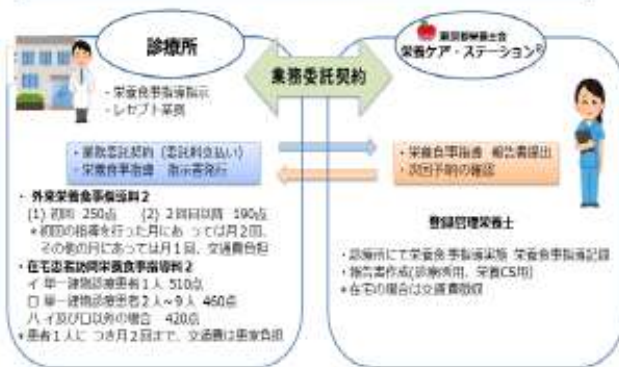 診療所
・栄養食事指導指示
・レセプト業務
業務委託契約
東京都栄養士会
栄養ケア・ステーション®
・業務委託契約（委託料支払い）
・栄養食事指導 指示書発行
・栄養食事指導 報告書提出
・次回予約の確認
・外来栄養食事指導料2
(1) 初回 250点 (2) 2回目以降 190点
＊初回の指導を行った月にあっては月2回、
その他の月にあっては月1回、交通費負担
・在宅患者訪問栄養食事指導料2
イ 単一建物診療患者1人 510点
ロ 単一建物診療患者2人~9人 460点
ハ イ及びロ以外の場合 420点
＊患者1人につき月2回まで、交通費は患家負担
登録管理栄養士
・診療所にて栄養食事指導実施 栄養食事指導記録
・報告書作成(診療所用、栄養CS用)
＊在宅の場合は交通費徴収